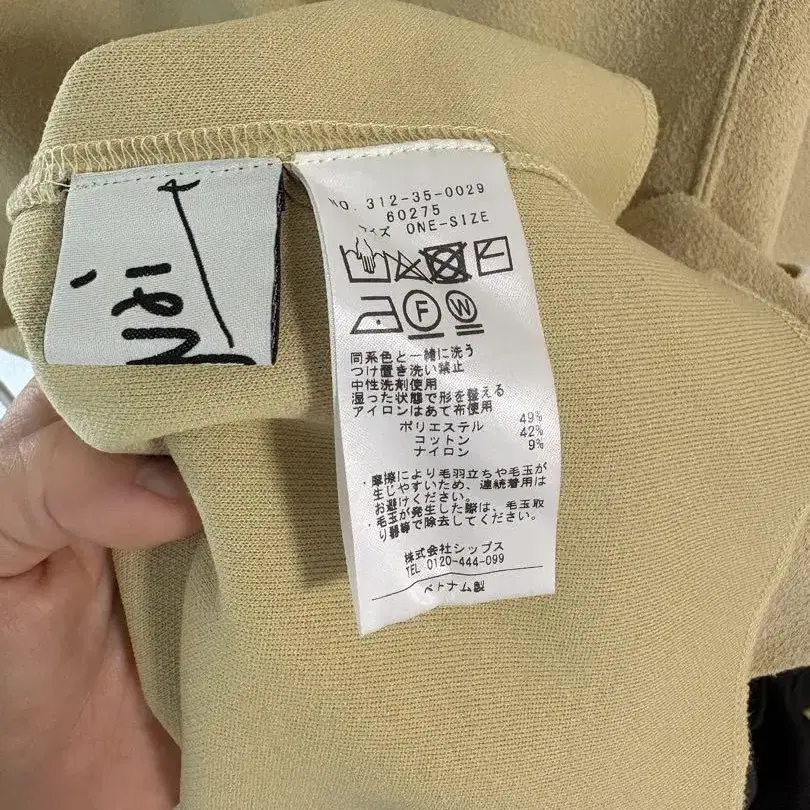 NO. 312-35-0029
60275
イズ ONE-SIZE
F W
同系色と一緒に洗う
つけ置き洗い禁止
中性洗剤使用
湿った状態で形を整える
アイロンはあて布使用
ポリエステル 49%
コットン 42%
ナイロン 9%
・摩擦により毛羽立ちや毛玉が
生じやすいため、連続着用は
お避けください。
・毛玉が発生した際は、毛玉取
り器等で除去してください。
株式会社シップス
TEL 0120-444-099
ベトナム製